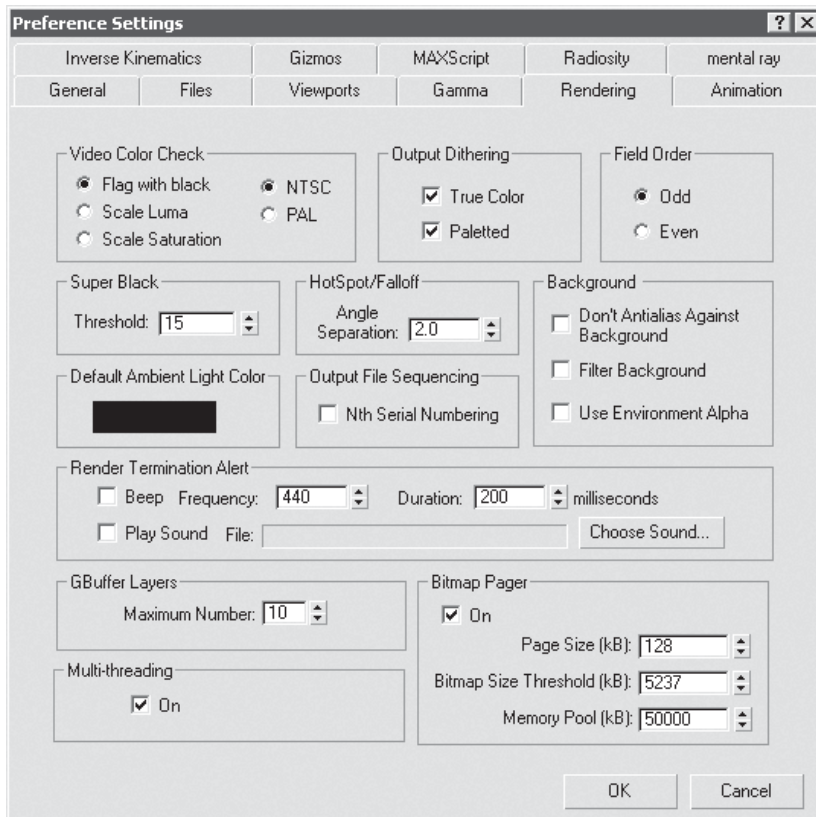 Preference Settings
Inverse Kinematics Gizmos MAXScript Radiosity mental ray
General Files Viewports Gamma Rendering Animation
Video Color Check
Flag with black
Scale Luma
Scale Saturation
NTSC
PAL
Output Dithering
True Color
Paletted
Field Order
Odd
Even
Super Black
Threshold: 15
HotSpot/Falloff
Angle
Separation: 2.0
Background
Don't Antialias Against
Background
Filter Background
Use Environment Alpha
Default Ambient Light Color
Output File Sequencing
Nth Serial Numbering
Render Termination Alert
Beep Frequency: 440 Duration: 200 milliseconds
Play Sound File: Choose Sound...
GBuffer Layers
Maximum Number: 10
Multi-threading
On
Bitmap Pager
On
Page Size (kB): 128
Bitmap Size Threshold (kB): 5237
Memory Pool (kB): 50000
OK Cancel